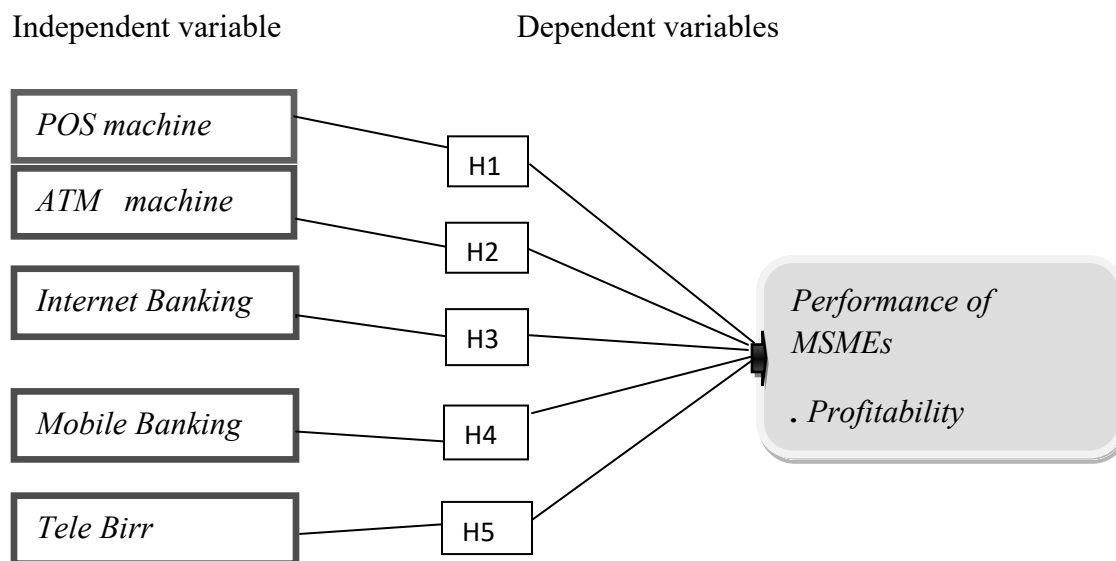 Independent variable Dependent variables
POS machine
H1
ATM machine
H2
Internet Banking
H3
Performance of
MSMEs
. Profitability
Mobile Banking
H4
Tele Birr
H5